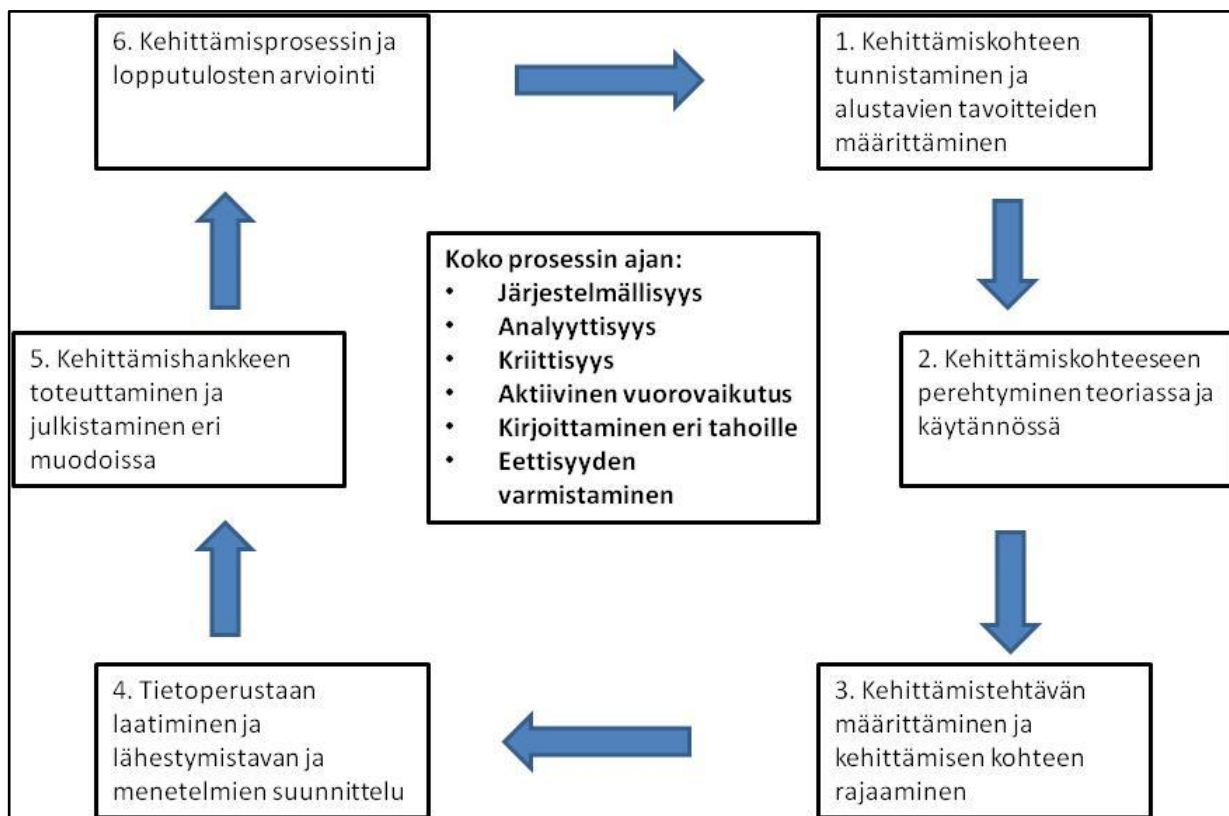 6. Kehittämisprosessin ja
lopputulosten arviointi
1. Kehittämiskohteen
tunnistaminen ja
alustavien tavoitteiden
määrittäminen
Koko prosessin ajan:
• Järjestelmällisyys
• Analyyttisyys
• Kriittisyys
• Aktiivinen vuorovaikutus
• Kirjoittaminen eri tahoille
• Eettisyyden
varmistaminen
5. Kehittämishankkeen
toteuttaminen ja
julkistaminen eri
muodoissa
2. Kehittämiskohteeseen
perehtyminen teoriassa ja
käytännössä
4. Tietoperustaan
laatiminen ja
lähestymistavan ja
menetelmien suunnittelu
3. Kehittämistehtävän
määrittäminen ja
kehittämisen kohteen
rajaaminen